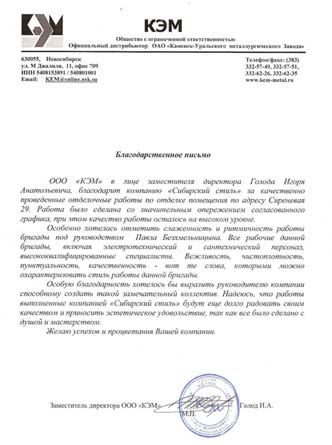 КЭМ
КЭМ
Общество с ограниченной ответственностью
Официальный дистрибьютор ОАО «Каменск-Уральского металлургического Завода»
630055, Новосибирск
ул. М Джалиля, 11, офис 709
ИНН 5408153891 / 540801001
Email: KEM@online.nsk.su
Телефон/факс: (383)
332-57-49, 332-57-51,
332-62-26, 332-62-35
www.kem-metal.ru
Благодарственное письмо
ООО «КЭМ» в лице заместителя директора Голода Игоря
Анатольевича, благодарит компанию «Сибирский стиль» за качественно
проведенные отделочные работы по отделке помещения по адресу Сиреневая
29. Работа была сделана со значительным опережением согласованного
графика, при этом качество работы осталось на высоком уровне.
Особенно хотелось отметить слаженность и ритмичность работы
бригады под руководством Павла Безхмельницына. Все рабочие данной
бригады, включая электротехнический и сантехнический персонал,
высококвалифицированные специалисты. Вежливость, чистоплотность,
пунктуальность, качественность - вот те слова, которыми можно
охарактеризовать стиль работы данной бригады.
Особую благодарность хотелось бы выразить руководителю компании
способному создать такой замечательный коллектив. Надеюсь, что работы
выполненные компанией «Сибирский стиль» будут еще долго радовать своим
качеством и приносить эстетическое удовольствие, так как все было сделано с
душой и мастерством.
Желаю успехов и процветания Вашей компании.
Заместитель директора ООО «КЭМ» Голод И.А.
М.П.